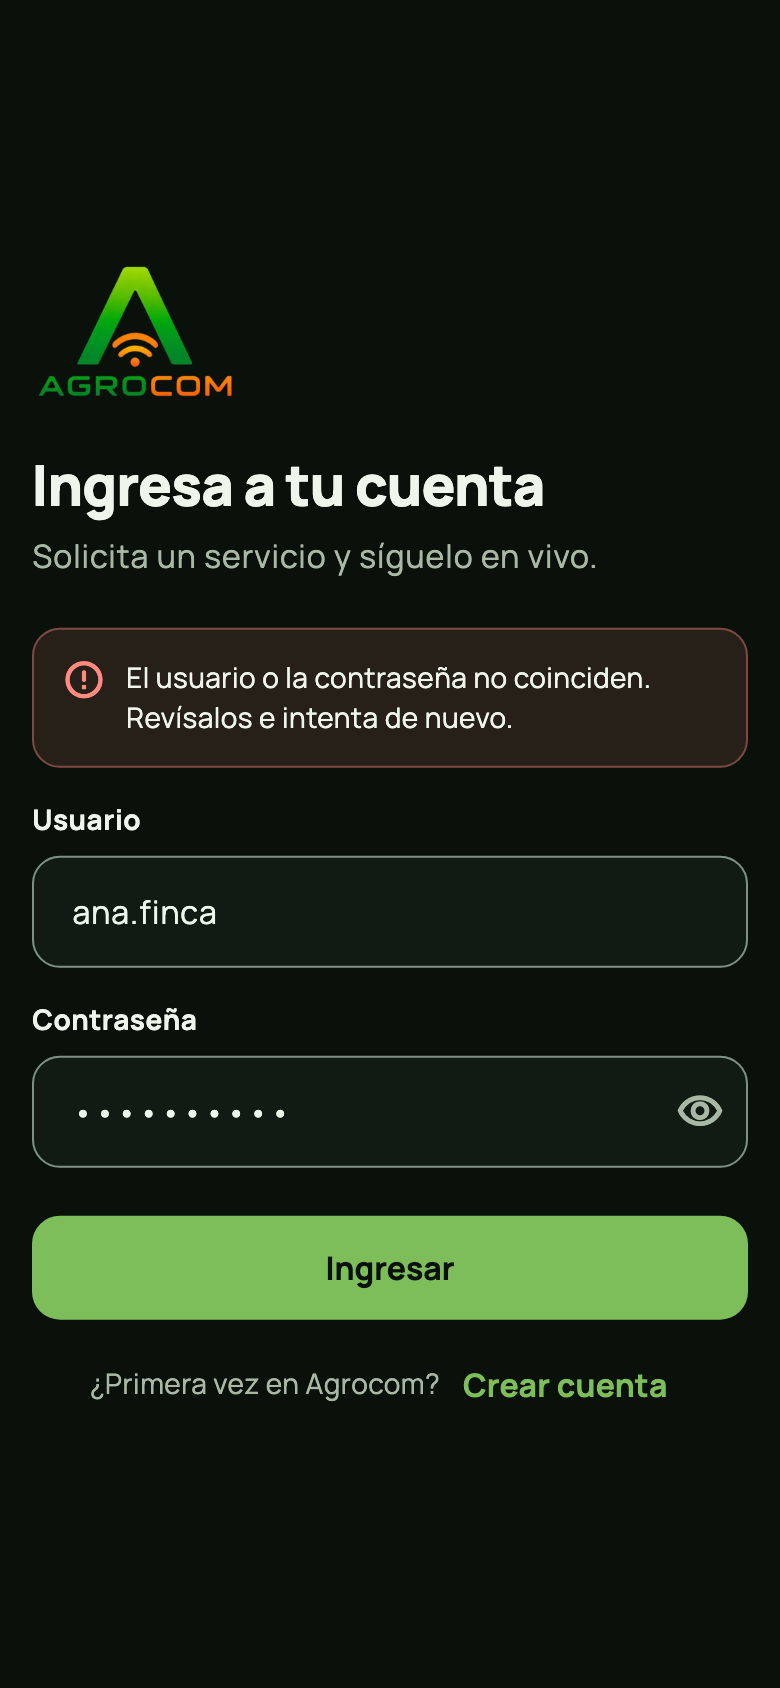 AGROCOM
Ingresa a tu cuenta
Solicita un servicio y síguelo en vivo.
El usuario o la contraseña no coinciden.
Revísalos e intenta de nuevo.
Usuario
ana.finca
Contraseña
••••••••••
Ingresar
¿Primera vez en Agrocom? Crear cuenta